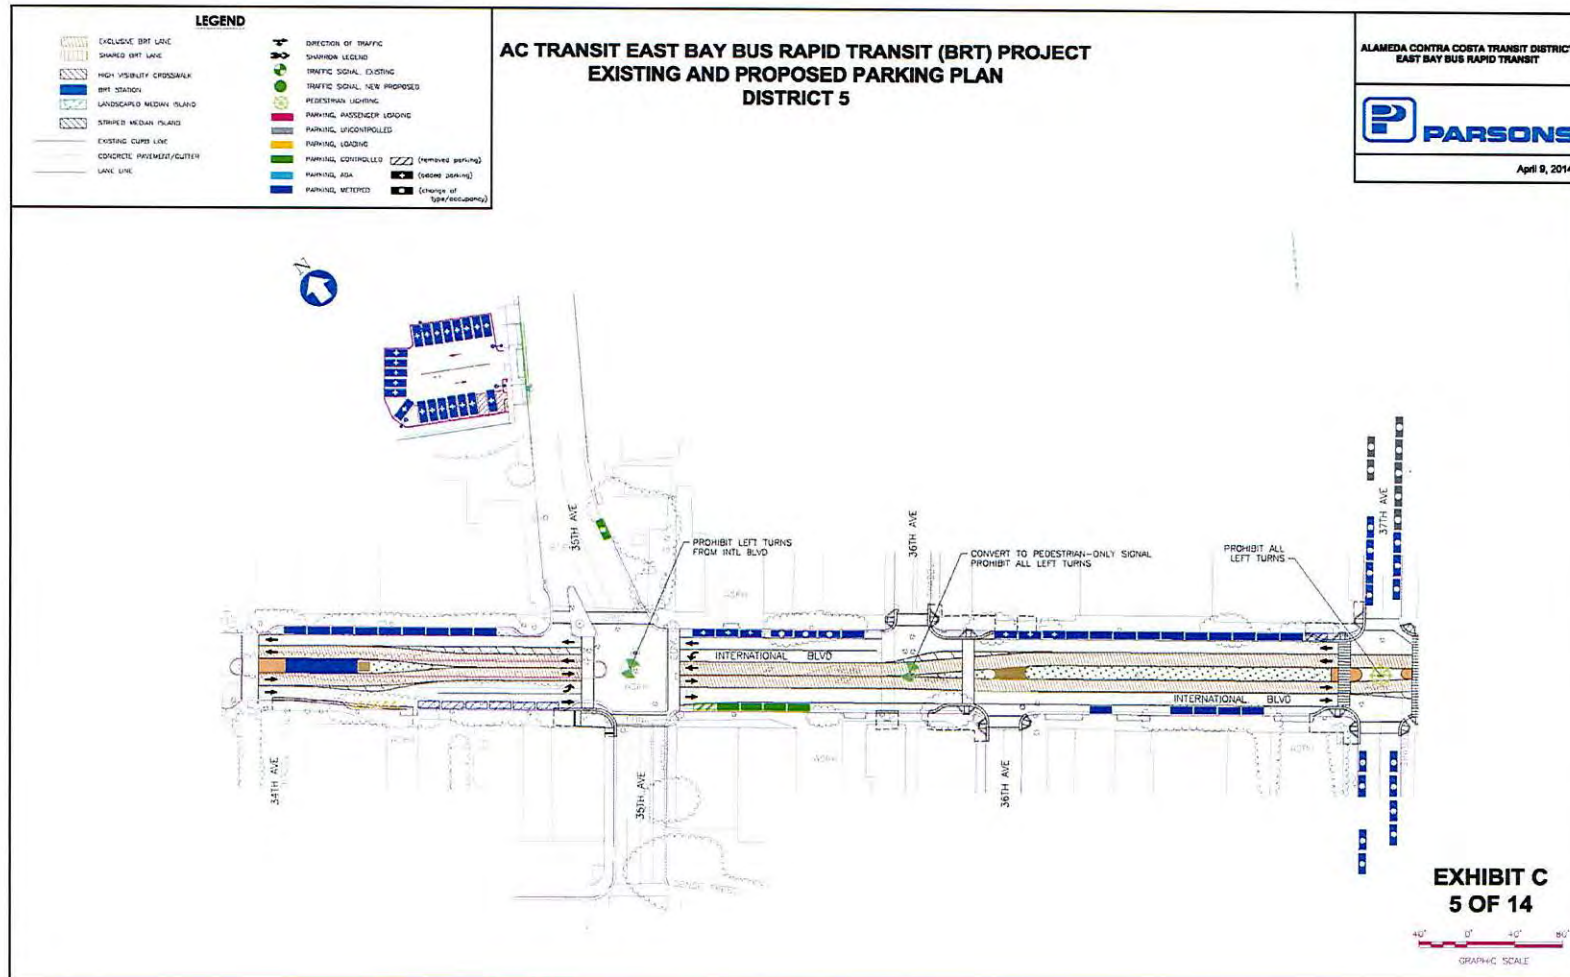 LEGEND
EXCLUSIVE BRT LANE
SHARED BRT LANE
HIGH VISIBILITY CROSSWALK
BRT STATION
LANDSCAPED MEDIAN ISLAND
STRIPED MEDIAN ISLAND
EXISTING CURB LINE
CONCRETE PAVEMENT/GUTTER
LANE LINE
DIRECTION OF TRAFFIC
SHARROW LEGEND
TRAFFIC SIGNAL, EXISTING
TRAFFIC SIGNAL, NEW PROPOSED
PEDESTRIAN LIGHTING
PARKING, PASSENGER LOADING
PARKING, UNCONTROLLED
PARKING, LOADING
PARKING, CONTROLLED
PARKING, ADA
PARKING, METERED
(removed parking)
(added parking)
(change of
type/occupancy)
AC TRANSIT EAST BAY BUS RAPID TRANSIT (BRT) PROJECT
EXISTING AND PROPOSED PARKING PLAN
DISTRICT 5
ALAMEDA CONTRA COSTA TRANSIT DISTRICT
EAST BAY BUS RAPID TRANSIT
P PARSONS
April 9, 2014
N
35TH AVE
PROHIBIT LEFT TURNS
FROM INTL BLVD
36TH AVE
CONVERT TO PEDESTRIAN-ONLY SIGNAL
PROHIBIT ALL LEFT TURNS
PROHIBIT ALL
LEFT TURNS
37TH AVE
INTERNATIONAL BLVD
INTERNATIONAL BLVD
34TH AVE
35TH AVE
36TH AVE
EXHIBIT C
5 OF 14
40' 0' 40' 80'
GRAPHIC SCALE